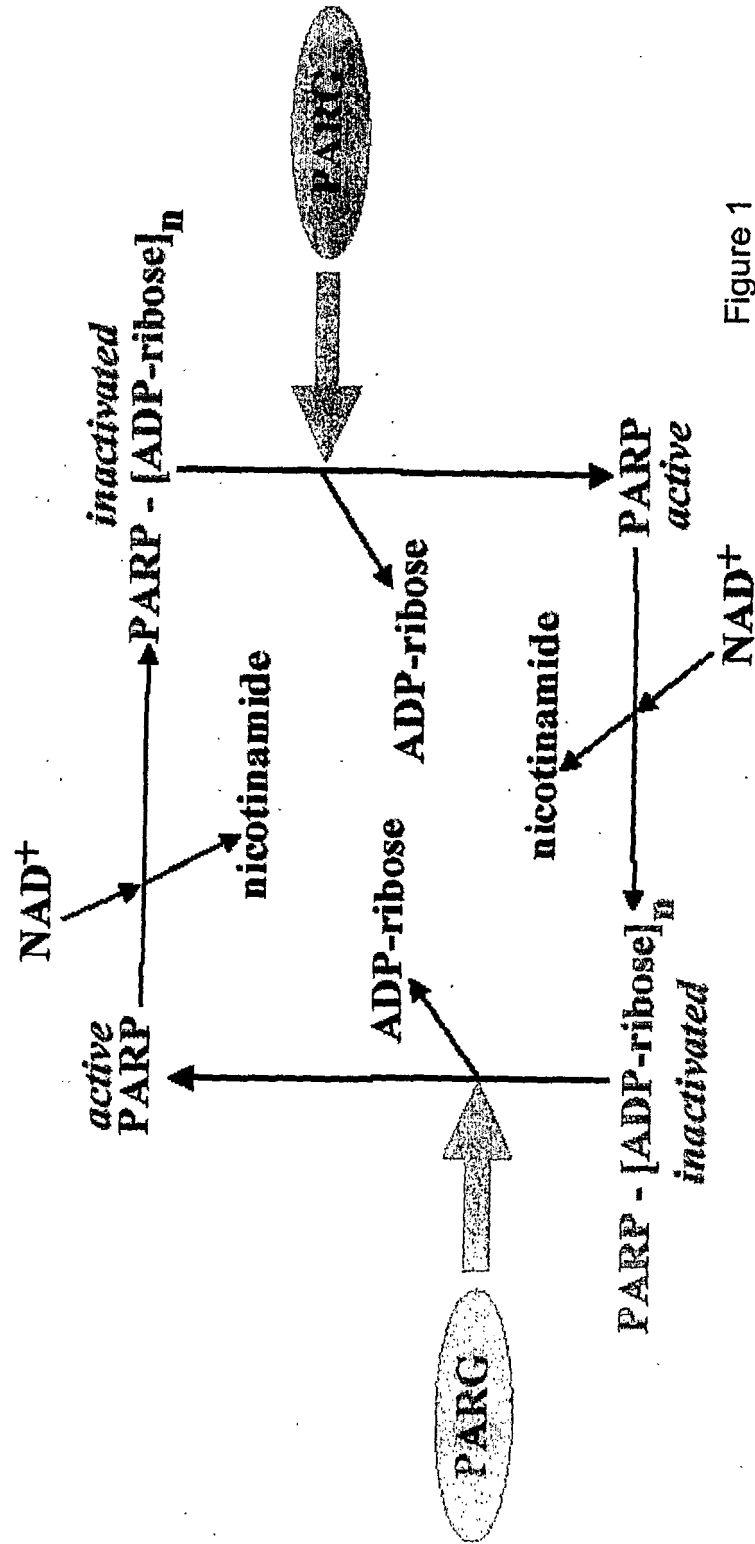 active
PARP
NAD+
nicotinamide
inactivated
PARP - [ADP-ribose]n
PARG
ADP-ribose
PARG
ADP-ribose
nicotinamide
PARP - [ADP-ribose]n
inactivated
NAD+
PARP
active
Figure 1